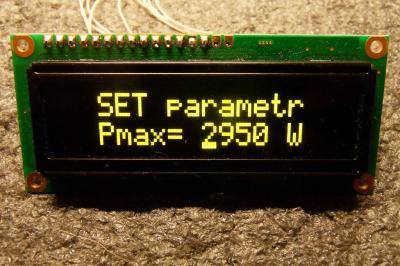 SET parametr
Pmax= 2950 W